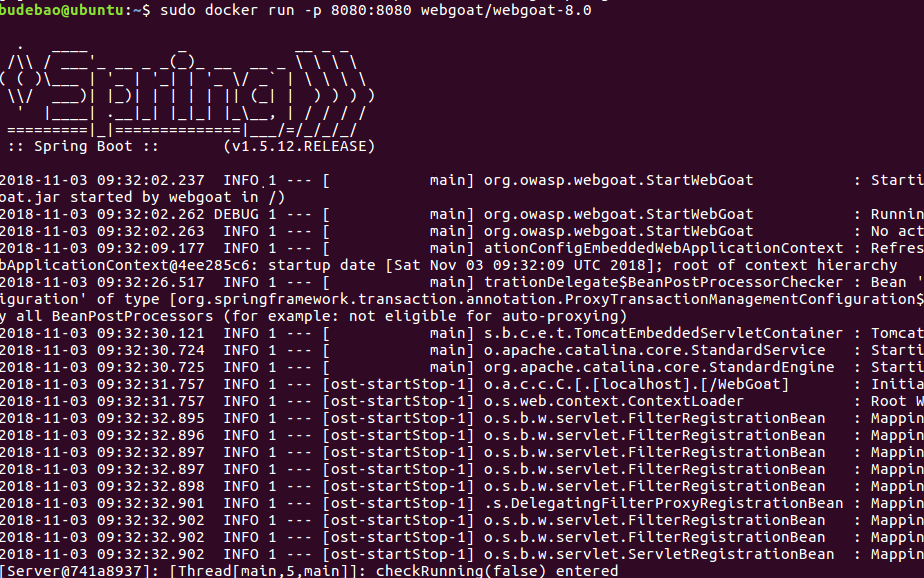 budebao@ubuntu:~$ sudo docker run -p 8080:8080 webgoat/webgoat-8.0
  .   ____          _            __ _ _
 /\\ / ___'_ __ _ _(_)_ __  __ _ \ \ \ \
( ( )\___ | '_ | '_| | '_ \/ _` | \ \ \ \
 \\/  ___)| |_)| | | | | || (_| |  ) ) ) )
  '  |____| .__|_| |_|_| |_\__, | / / / /
 =========|_|==============|___/=/_/_/_/
 :: Spring Boot ::       (v1.5.12.RELEASE)
2018-11-03 09:32:02.237  INFO 1 --- [           main] org.owasp.webgoat.StartWebGoat           : Starti
oat.jar started by webgoat in /)
2018-11-03 09:32:02.262 DEBUG 1 --- [           main] org.owasp.webgoat.StartWebGoat           : Runnin
2018-11-03 09:32:02.263  INFO 1 --- [           main] org.owasp.webgoat.StartWebGoat           : No act
2018-11-03 09:32:09.177  INFO 1 --- [           main] ationConfigEmbeddedWebApplicationContext : Refres
bApplicationContext@4ee285c6: startup date [Sat Nov 03 09:32:09 UTC 2018]; root of context hierarchy
2018-11-03 09:32:26.517  INFO 1 --- [           main] trationDelegate$BeanPostProcessorChecker : Bean '
iguration' of type [org.springframework.transaction.annotation.ProxyTransactionManagementConfiguration$
y all BeanPostProcessors (for example: not eligible for auto-proxying)
2018-11-03 09:32:30.121  INFO 1 --- [           main] s.b.c.e.t.TomcatEmbeddedServletContainer : Tomcat
2018-11-03 09:32:30.724  INFO 1 --- [           main] o.apache.catalina.core.StandardService   : Starti
2018-11-03 09:32:30.725  INFO 1 --- [           main] org.apache.catalina.core.StandardEngine  : Starti
2018-11-03 09:32:31.757  INFO 1 --- [ost-startStop-1] o.a.c.c.C.[.[localhost].[/WebGoat]       : Initia
2018-11-03 09:32:31.757  INFO 1 --- [ost-startStop-1] o.s.web.context.ContextLoader            : Root W
2018-11-03 09:32:32.895  INFO 1 --- [ost-startStop-1] o.s.b.w.servlet.FilterRegistrationBean   : Mappin
2018-11-03 09:32:32.896  INFO 1 --- [ost-startStop-1] o.s.b.w.servlet.FilterRegistrationBean   : Mappin
2018-11-03 09:32:32.897  INFO 1 --- [ost-startStop-1] o.s.b.w.servlet.FilterRegistrationBean   : Mappin
2018-11-03 09:32:32.897  INFO 1 --- [ost-startStop-1] o.s.b.w.servlet.FilterRegistrationBean   : Mappin
2018-11-03 09:32:32.898  INFO 1 --- [ost-startStop-1] o.s.b.w.servlet.FilterRegistrationBean   : Mappin
2018-11-03 09:32:32.901  INFO 1 --- [ost-startStop-1] .s.DelegatingFilterProxyRegistrationBean : Mappin
2018-11-03 09:32:32.902  INFO 1 --- [ost-startStop-1] o.s.b.w.servlet.FilterRegistrationBean   : Mappin
2018-11-03 09:32:32.902  INFO 1 --- [ost-startStop-1] o.s.b.w.servlet.FilterRegistrationBean   : Mappin
2018-11-03 09:32:32.902  INFO 1 --- [ost-startStop-1] o.s.b.w.servlet.ServletRegistrationBean  : Mappin
[Server@741a8937]: [Thread[main,5,main]]: checkRunning(false) entered